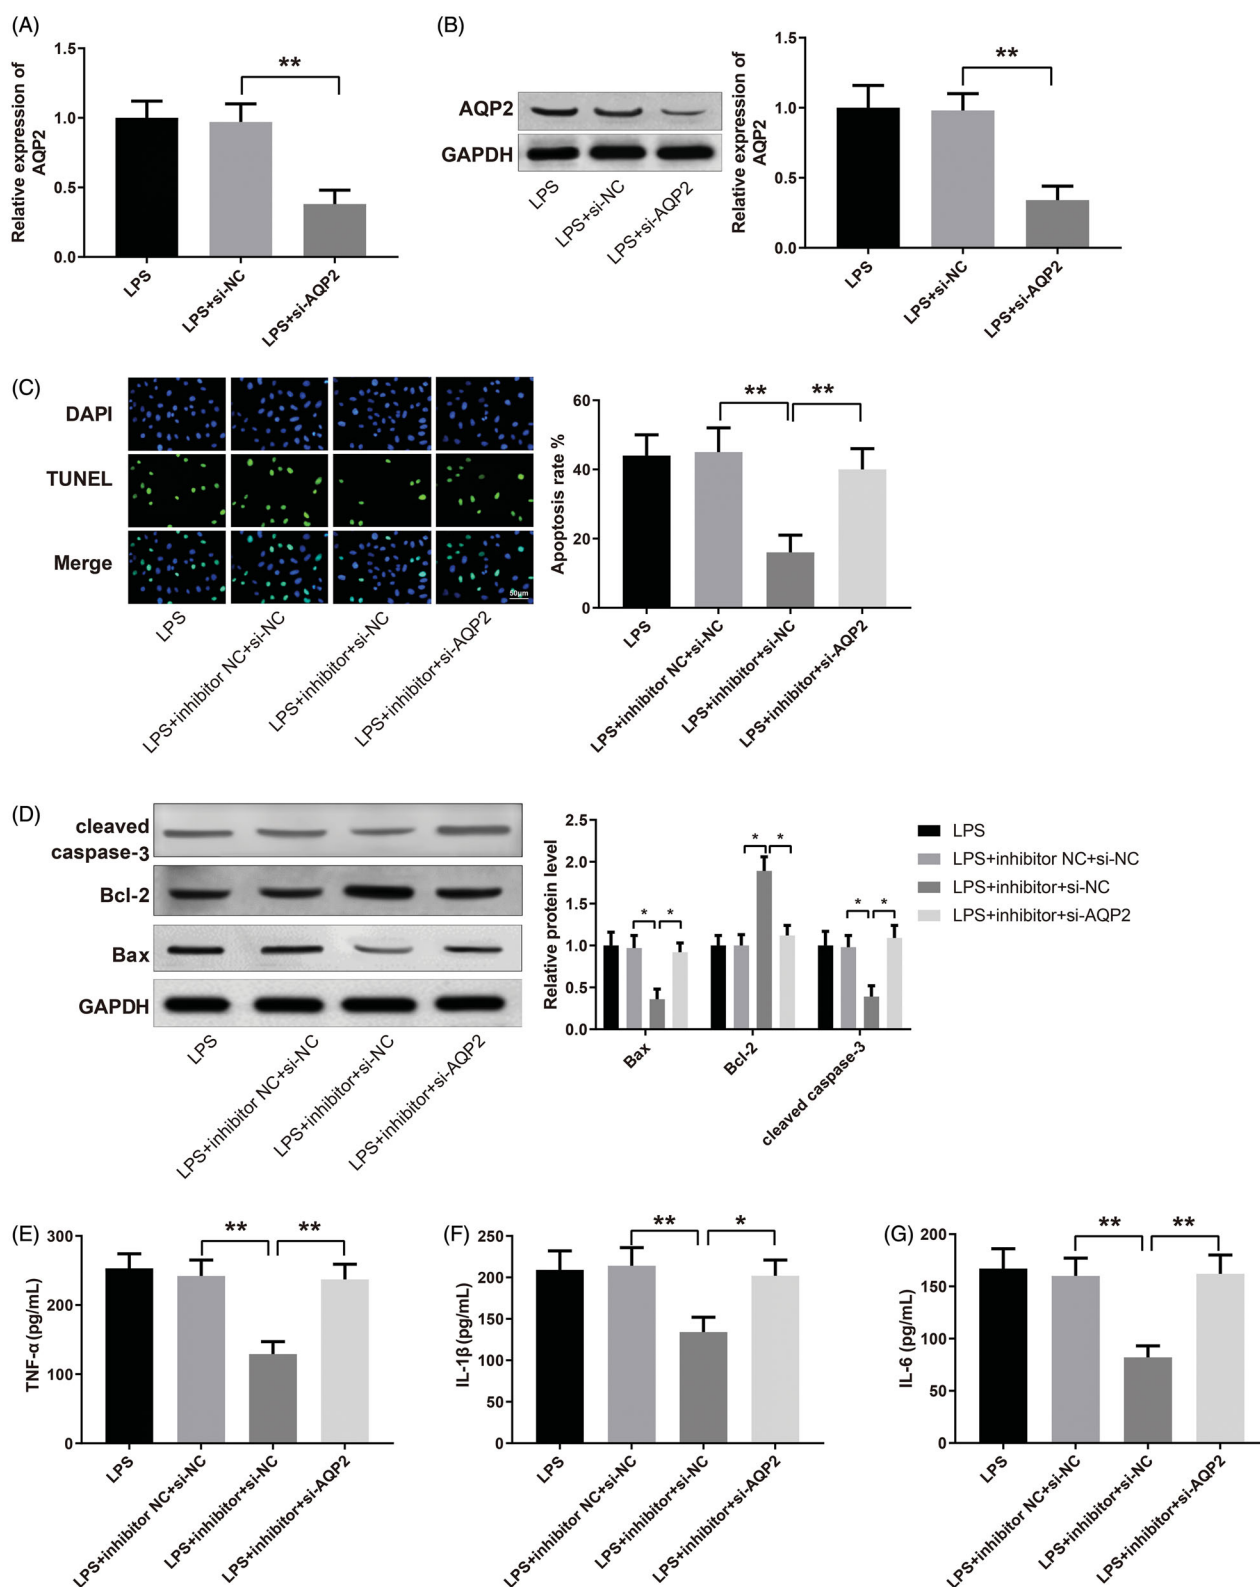 (A)
Relative expression of
AQP2
1.5
1.0
0.5
0.0
**
LPS
LPS+si-NC
LPS+si-AQP2
(B)
AQP2
GAPDH
LPS
LPS+si-NC
LPS+si-AQP2
Relative expression of
AQP2
1.5
1.0
0.5
0.0
**
LPS
LPS+si-NC
LPS+si-AQP2
(C)
DAPI
TUNEL
Merge
50μm
LPS
LPS+inhibitor NC+si-NC
LPS+inhibitor+si-NC
LPS+inhibitor+si-AQP2
Apoptosis rate %
60
40
20
0
**
**
LPS
LPS+inhibitor NC+si-NC
LPS+inhibitor+si-NC
LPS+inhibitor+si-AQP2
(D)
cleaved
caspase-3
Bcl-2
Bax
GAPDH
LPS
LPS+inhibitor NC+si-NC
LPS+inhibitor+si-NC
LPS+inhibitor+si-AQP2
Relative protein level
2.5
2.0
1.5
1.0
0.5
0.0
* *
* *
* *
Bax
Bcl-2
cleaved caspase-3
LPS
LPS+inhibitor NC+si-NC
LPS+inhibitor+si-NC
LPS+inhibitor+si-AQP2
(E)
TNF-α (pg/mL)
300
200
100
0
**
**
LPS
LPS+inhibitor NC+si-NC
LPS+inhibitor+si-NC
LPS+inhibitor+si-AQP2
(F)
IL-1β (pg/mL)
250
200
150
100
50
0
**
*
LPS
LPS+inhibitor NC+si-NC
LPS+inhibitor+si-NC
LPS+inhibitor+si-AQP2
(G)
IL-6 (pg/mL)
200
150
100
50
0
**
**
LPS
LPS+inhibitor NC+si-NC
LPS+inhibitor+si-NC
LPS+inhibitor+si-AQP2